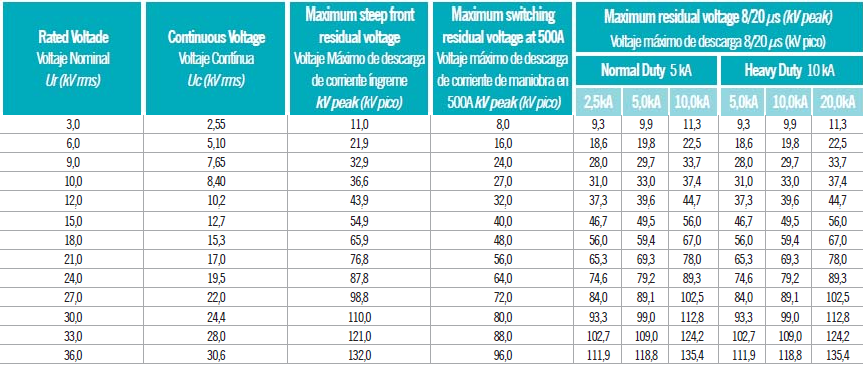 Rated Voltade
Voltaje Nominal
Ur (kV rms)
Continuous Voltage
Voltaje Contínua
Uc (kV rms)
Maximum steep front
residual voltage
Voltaje Máximo de descarga
de corriente íngreme
kV peak (kV pico)
Maximum switching
residual voltage at 500A
Voltaje máximo de descarga
de corriente de maniobra en
500A kV peak (kV pico)
Maximum residual voltage 8/20 µs (kV peak)
Voltaje máximo de descarga 8/20 µs (kV pico)
Normal Duty 5 kA
Heavy Duty 10 kA
2,5kA 5,0kA 10,0kA 5,0kA 10,0kA 20,0kA
3,0 2,55 11,0 8,0 9,3 9,9 11,3 9,3 9,9 11,3
6,0 5,10 21,9 16,0 18,6 19,8 22,5 18,6 19,8 22,5
9,0 7,65 32,9 24,0 28,0 29,7 33,7 28,0 29,7 33,7
10,0 8,40 36,6 27,0 31,0 33,0 37,4 31,0 33,0 37,4
12,0 10,2 43,9 32,0 37,3 39,6 44,7 37,3 39,6 44,7
15,0 12,7 54,9 40,0 46,7 49,5 56,0 46,7 49,5 56,0
18,0 15,3 65,9 48,0 56,0 59,4 67,0 56,0 59,4 67,0
21,0 17,0 76,8 56,0 65,3 69,3 78,0 65,3 69,3 78,0
24,0 19,5 87,8 64,0 74,6 79,2 89,3 74,6 79,2 89,3
27,0 22,0 98,8 72,0 84,0 89,1 102,5 84,0 89,1 102,5
30,0 24,4 110,0 80,0 93,3 99,0 112,8 93,3 99,0 112,8
33,0 28,0 121,0 88,0 102,7 109,0 124,2 102,7 109,0 124,2
36,0 30,6 132,0 96,0 111,9 118,8 135,4 111,9 118,8 135,4